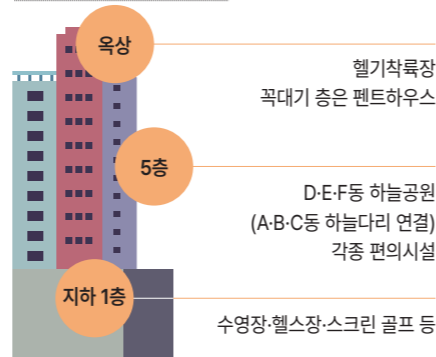 옥상
헬기착륙장
꼭대기 층은 펜트하우스
5층
D·E·F동 하늘공원
(A·B·C동 하늘다리 연결)
각종 편의시설
지하 1층
수영장·헬스장·스크린 골프 등